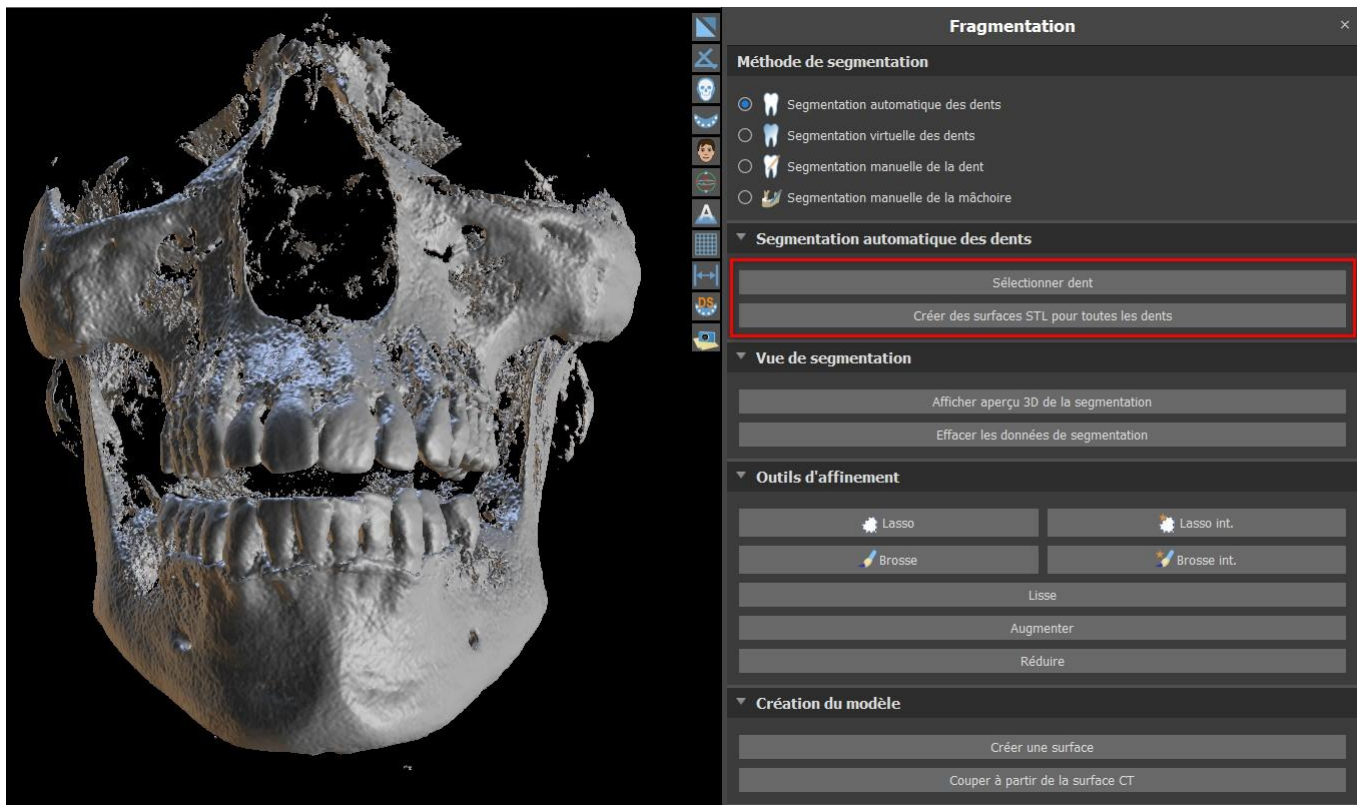 Fragmentation
Méthode de segmentation
Segmentation automatique des dents
Segmentation virtuelle des dents
Segmentation manuelle de la dent
Segmentation manuelle de la mâchoire
Segmentation automatique des dents
Sélectionner dent
Créer des surfaces STL pour toutes les dents
Vue de segmentation
Afficher aperçu 3D de la segmentation
Effacer les données de segmentation
Outils d'affinement
Lasso Lasso int.
Brosse Brosse int.
Lisse
Augmenter
Réduire
Création du modèle
Créer une surface
Couper à partir de la surface CT
A
DS